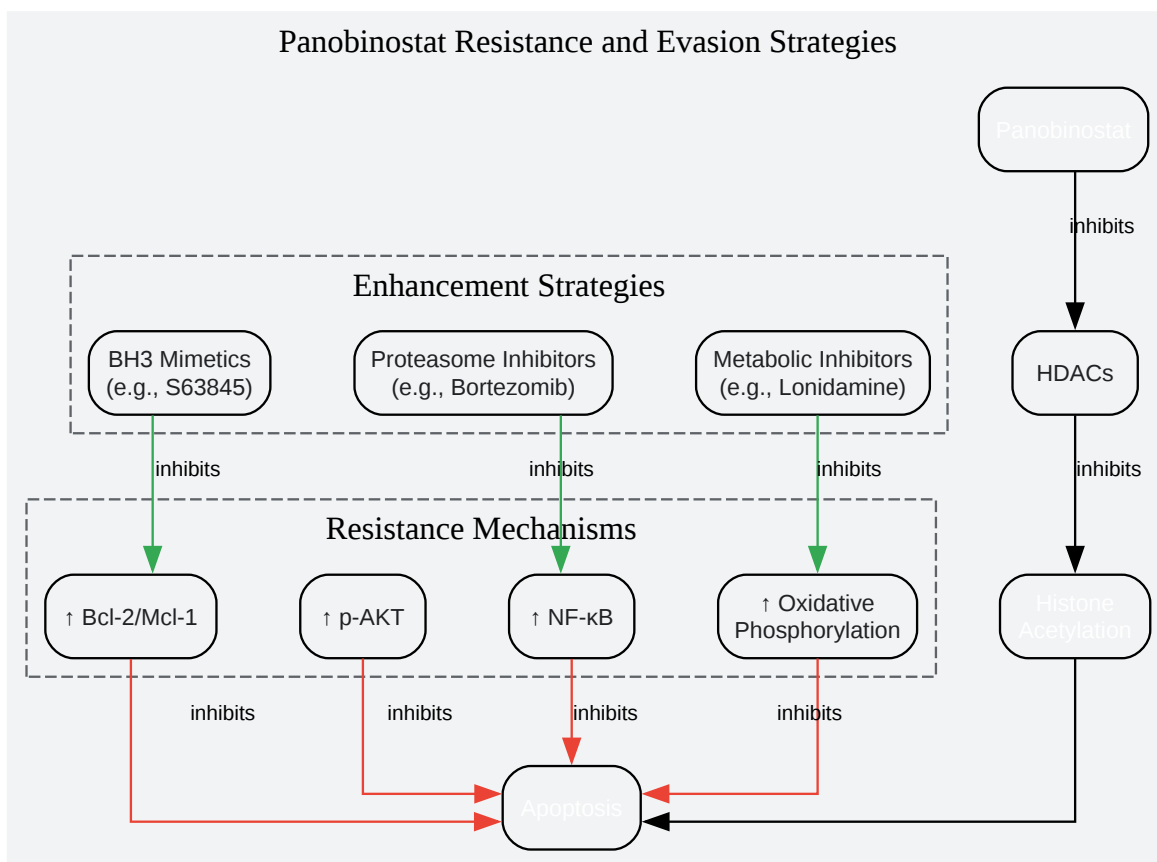 Panobinostat Resistance and Evasion Strategies
Panobinostat
inhibits
Enhancement Strategies
BH3 Mimetics
(e.g., S63845)
Proteasome Inhibitors
(e.g., Bortezomib)
Metabolic Inhibitors
(e.g., Lonidamine)
HDACs
inhibits
inhibits
inhibits
inhibits
Resistance Mechanisms
↑ Bcl-2/Mcl-1
↑ p-AKT
↑ NF-κB
↑ Oxidative
Phosphorylation
Histone
Acetylation
inhibits
inhibits
inhibits
inhibits
Apoptosis